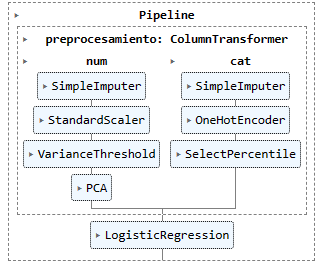 Pipeline
preprocesamiento: ColumnTransformer
num cat
SimpleImputer SimpleImputer
StandardScaler OneHotEncoder
VarianceThreshold SelectPercentile
PCA
LogisticRegression